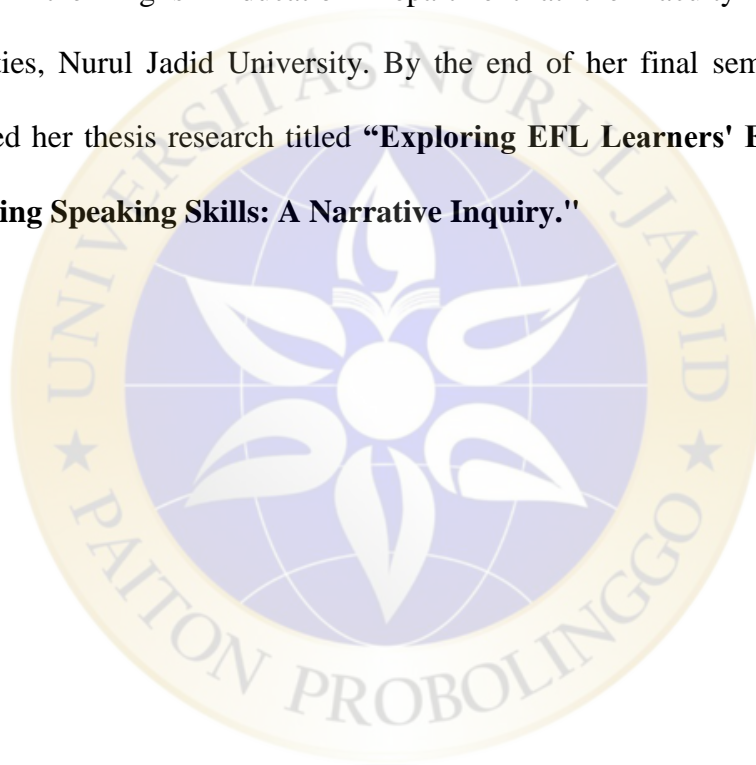 ties, Nurul Jadid University. By the end of her final sem
ed her thesis research titled “Exploring EFL Learners' E
ing Speaking Skills: A Narrative Inquiry."
UNIVERSITAS NURUL JADID
★ PAITON PROBOLINGGO ★